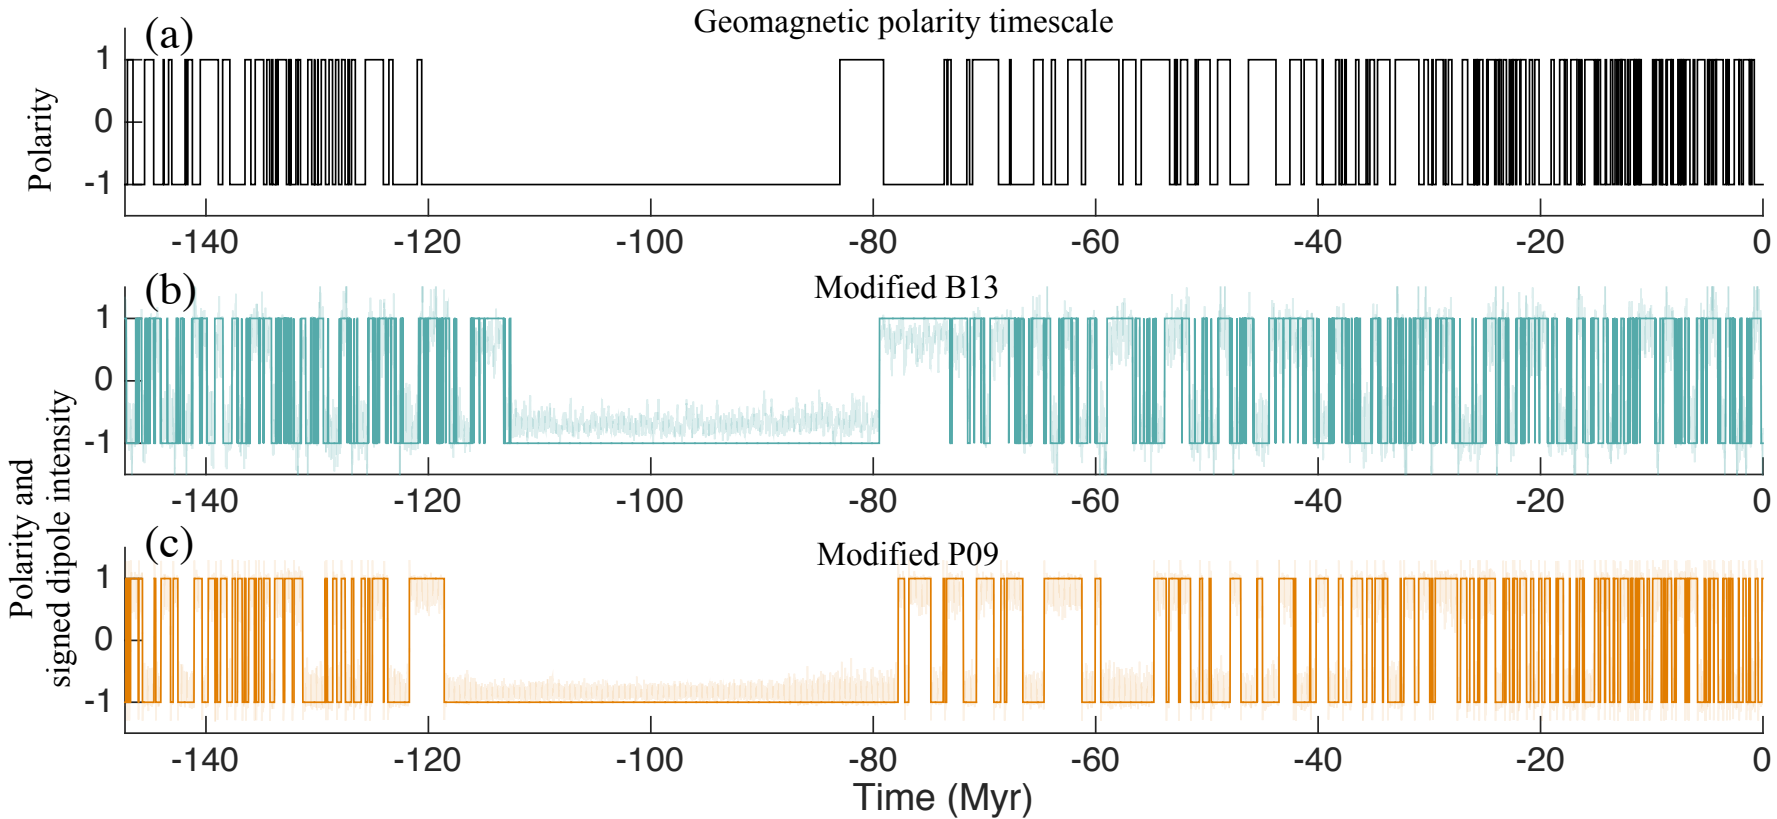 Geomagnetic polarity timescale
(a)
Polarity
1
0
-1
-140 -120 -100 -80 -60 -40 -20 0
Modified B13
(b)
1
0
-1
-140 -120 -100 -80 -60 -40 -20 0
Polarity and
signed dipole intensity
Modified P09
(c)
1
0
-1
-140 -120 -100 -80 -60 -40 -20 0
Time (Myr)